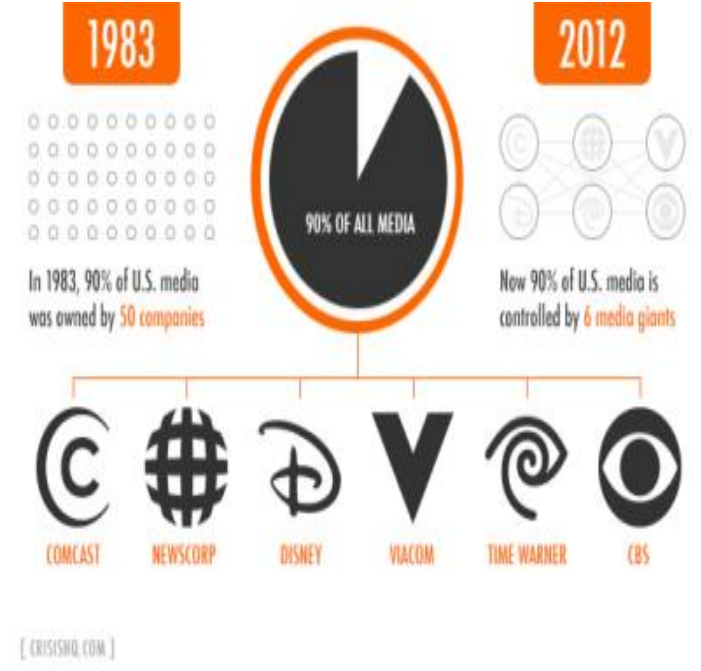 1983
2012
90% OF ALL MEDIA
In 1983, 90% of U.S. media
was owned by 50 companies
Now 90% of U.S. media is
controlled by 6 media giants
COMCAST
NEWSCORP
DISNEY
VIACOM
TIME WARNER
CBS
[ CRISISHQ.COM ]